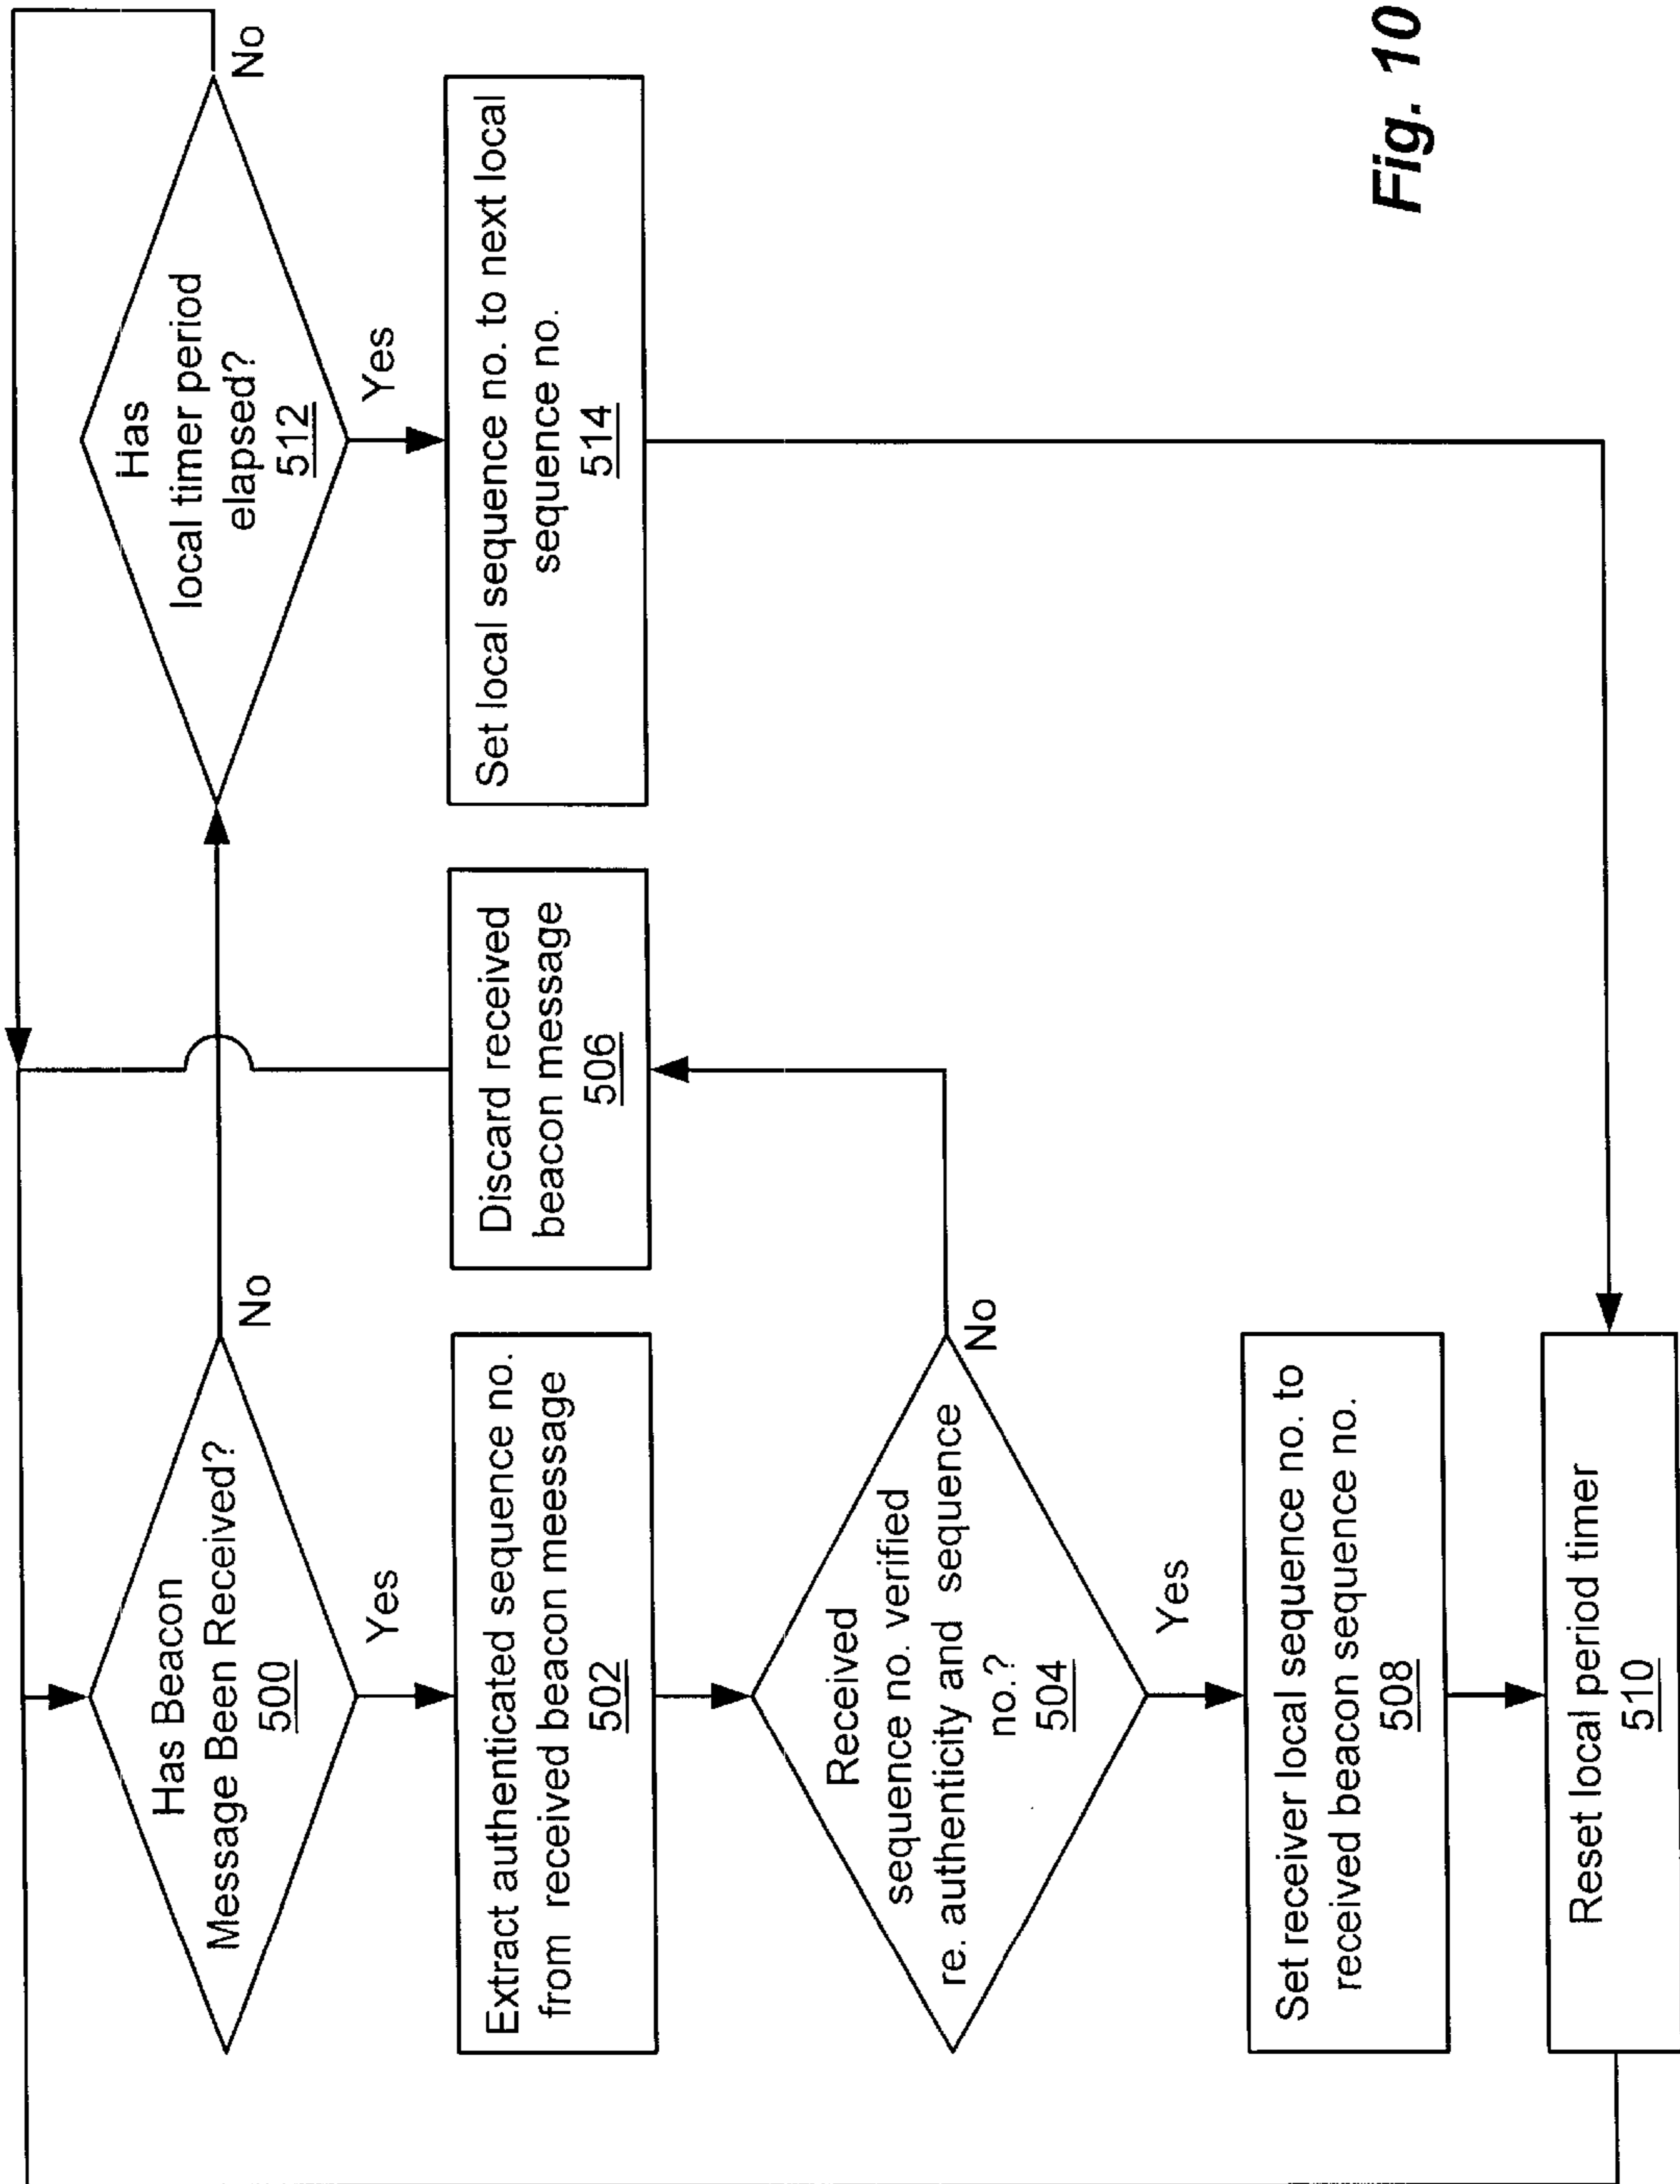 Has Beacon
Message Been Received?
500
No
Yes
Extract authenticated sequence no.
from received beacon meessage
502
Received
sequence no. verified
re. authenticity and sequence
no.?
504
No
Yes
Discard received
beacon message
506
Set receiver local sequence no. to
received beacon sequence no.
508
Reset local period timer
510
Has
local timer period
elapsed?
512
No
Yes
Set local sequence no. to next local
sequence no.
514
Fig. 10